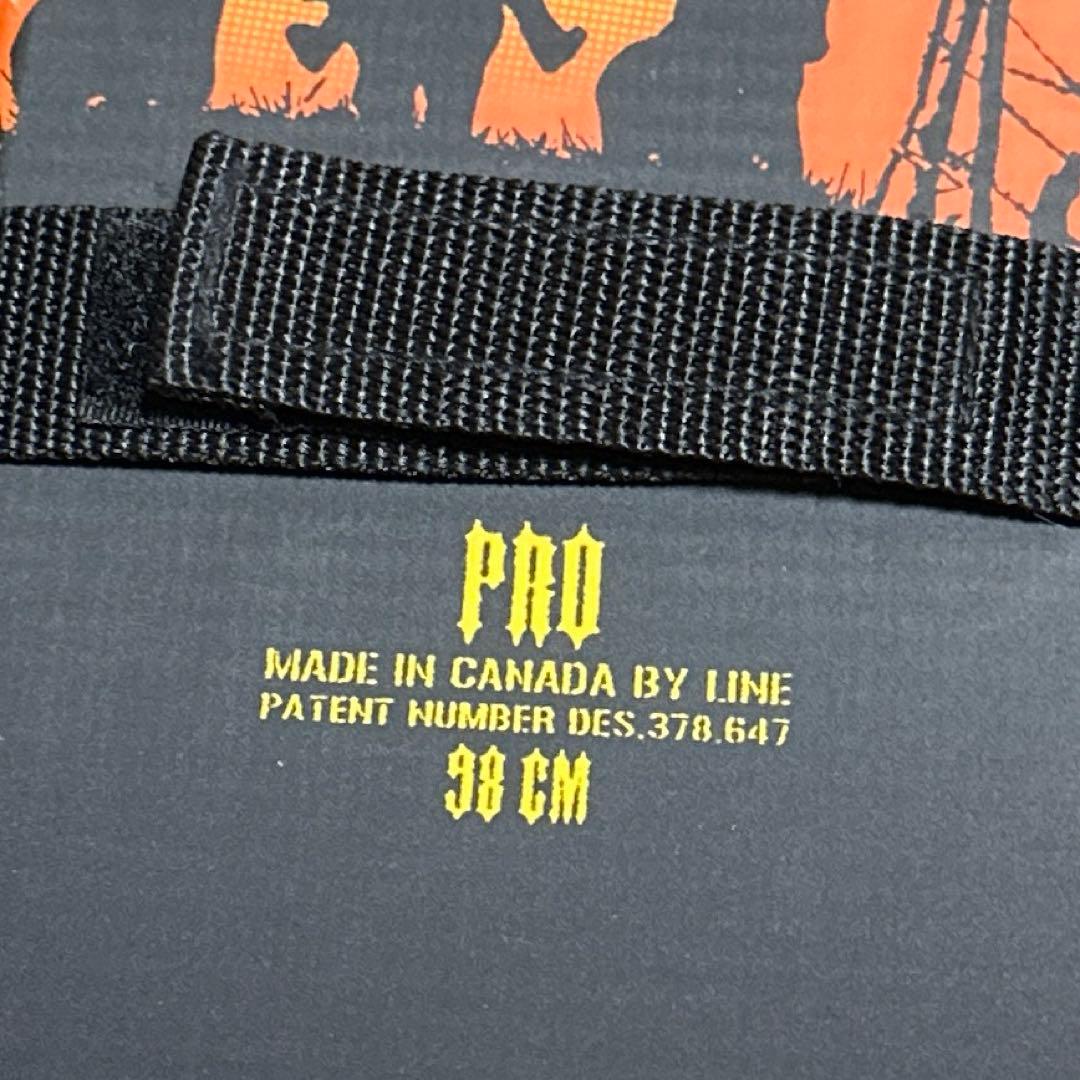 PRO
MADE IN CANADA BY LINE
PATENT NUMBER DES.378.647
98 CM